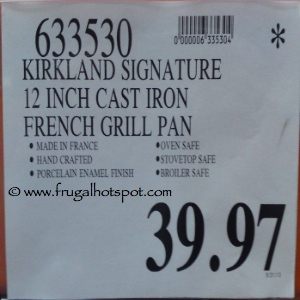 633530
0"000006"335304"
*
KIRKLAND SIGNATURE
12 INCH CAST IRON
FRENCH GRILL PAN
• MADE IN FRANCE • OVEN SAFE
• HAND CRAFTED • STOVETOP SAFE
• PORCELAIN ENAMEL FINISH • BROILER SAFE
www.frugalhotspot.com
39.97